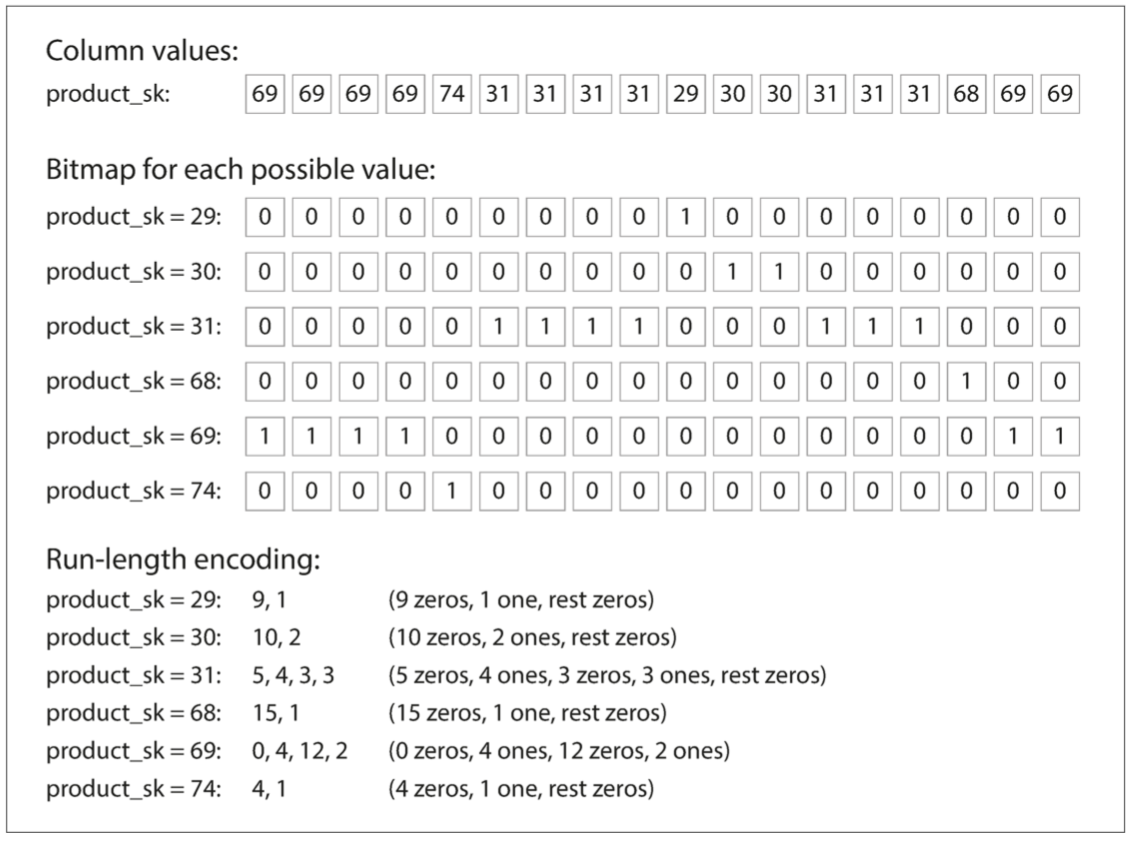 Column values:
product_sk: 69 69 69 69 74 31 31 31 31 29 30 30 31 31 31 68 69 69
Bitmap for each possible value:
product_sk = 29: 0 0 0 0 0 0 0 0 0 1 0 0 0 0 0 0 0 0
product_sk = 30: 0 0 0 0 0 0 0 0 0 0 1 1 0 0 0 0 0 0
product_sk = 31: 0 0 0 0 0 1 1 1 1 0 0 0 1 1 1 0 0 0
product_sk = 68: 0 0 0 0 0 0 0 0 0 0 0 0 0 0 0 1 0 0
product_sk = 69: 1 1 1 1 0 0 0 0 0 0 0 0 0 0 0 0 1 1
product_sk = 74: 0 0 0 0 1 0 0 0 0 0 0 0 0 0 0 0 0 0
Run-length encoding:
product_sk = 29: 9, 1 (9 zeros, 1 one, rest zeros)
product_sk = 30: 10, 2 (10 zeros, 2 ones, rest zeros)
product_sk = 31: 5, 4, 3, 3 (5 zeros, 4 ones, 3 zeros, 3 ones, rest zeros)
product_sk = 68: 15, 1 (15 zeros, 1 one, rest zeros)
product_sk = 69: 0, 4, 12, 2 (0 zeros, 4 ones, 12 zeros, 2 ones)
product_sk = 74: 4, 1 (4 zeros, 1 one, rest zeros)